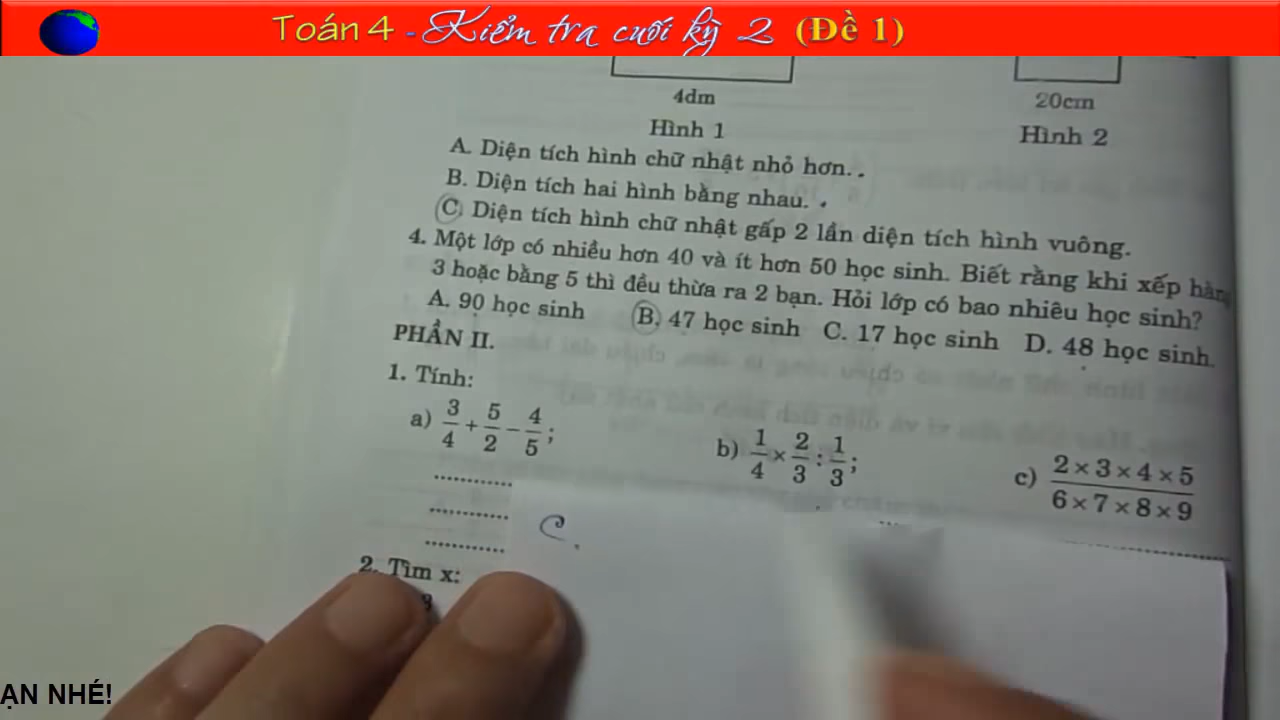 Toán 4 - Kiểm tra cuối kỳ 2 (Đề 1)
4dm
20cm
Hình 1
Hình 2
A. Diện tích hình chữ nhật nhỏ hơn.
B. Diện tích hai hình bằng nhau.
C. Diện tích hình chữ nhật gấp 2 lần diện tích hình vuông.
4. Một lớp có nhiều hơn 40 và ít hơn 50 học sinh. Biết rằng khi xếp hàng
3 hoặc bằng 5 thì đều thừa ra 2 bạn. Hỏi lớp có bao nhiêu học sinh?
A. 90 học sinh B. 47 học sinh C. 17 học sinh D. 48 học sinh.
PHẦN II.
1. Tính:
a) 3/4 + 5/2 - 4/5 ;
b) 1/4 × 2/3 : 1/3 ;
c) 2 × 3 × 4 × 5 / 6 × 7 × 8 × 9
C.
2. Tìm x:
ẠN NHÉ!